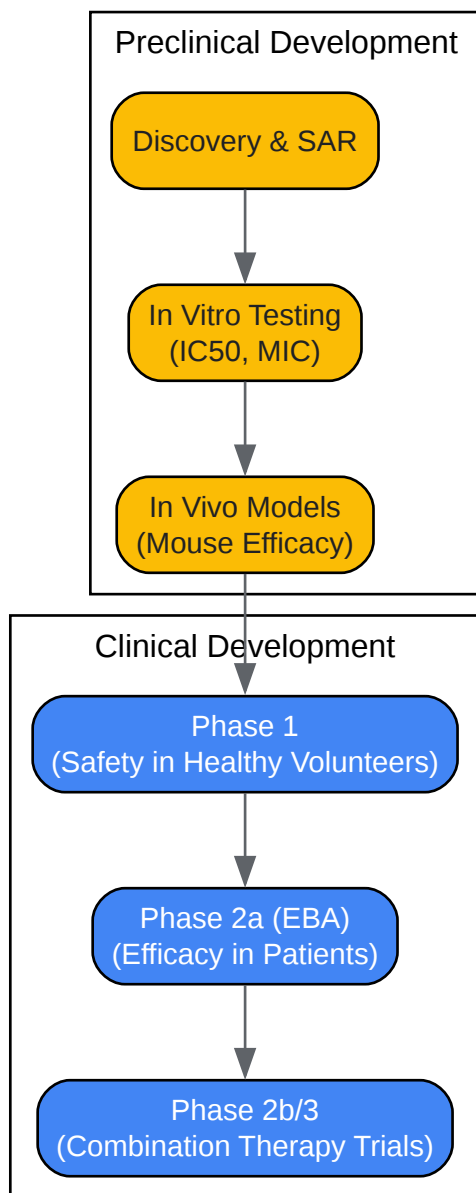 Preclinical Development
Discovery & SAR
In Vitro Testing
(IC50, MIC)
In Vivo Models
(Mouse Efficacy)
Clinical Development
Phase 1
(Safety in Healthy Volunteers)
Phase 2a (EBA)
(Efficacy in Patients)
Phase 2b/3
(Combination Therapy Trials)